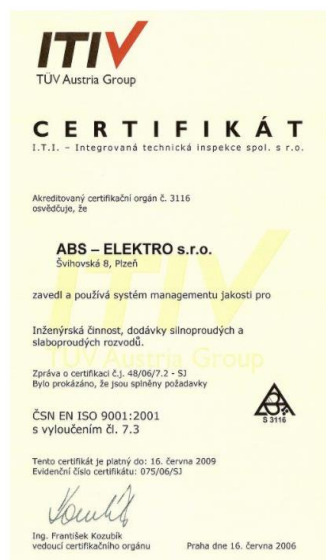 ITIV
TÜV Austria Group
CERTIFIKÁT
I.T.I. – Integrovaná technická inspekce spol. s r.o.
Akreditovaný certifikační orgán č. 3116
osvědčuje, že
ABS – ELEKTRO s.r.o.
Švihovská 8, Plzeň
zavedl a používá systém managementu jakosti pro
Inženýrská činnost, dodávky silnoproudých a
slaboproudých rozvodů.
ITIV
TÜV Austria Group
Zpráva o certifikaci č.j. 48/06/7.2 - SJ
Bylo prokázáno, že jsou splněny požadavky
ČSN EN ISO 9001:2001
s vyloučením čl. 7.3
S 3116
Tento certifikát je platný do: 16. června 2009
Evidenční číslo certifikátu: 075/06/SJ
Ing. František Kozubík
vedoucí certifikačního orgánu
Praha dne 16. června 2006